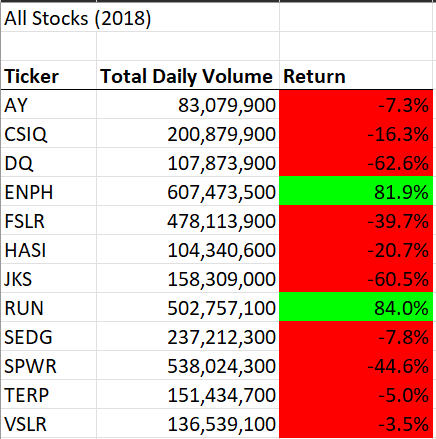 All Stocks (2018)
Ticker Total Daily Volume Return
AY 83,079,900 -7.3%
CSIQ 200,879,900 -16.3%
DQ 107,873,900 -62.6%
ENPH 607,473,500 81.9%
FSLR 478,113,900 -39.7%
HASI 104,340,600 -20.7%
JKS 158,309,000 -60.5%
RUN 502,757,100 84.0%
SEDG 237,212,300 -7.8%
SPWR 538,024,300 -44.6%
TERP 151,434,700 -5.0%
VSLR 136,539,100 -3.5%